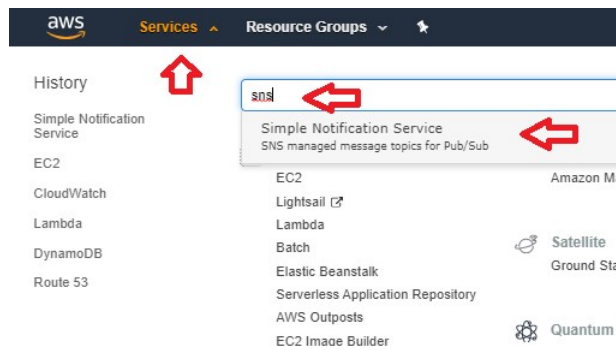 aws Services Resource Groups
History
Simple Notification
Service
EC2
CloudWatch
Lambda
DynamoDB
Route 53
sns
Simple Notification Service
SNS managed message topics for Pub/Sub
EC2
Lightsail
Lambda
Batch
Elastic Beanstalk
Serverless Application Repository
AWS Outposts
EC2 Image Builder
Amazon
Satellite
Ground
Quantum